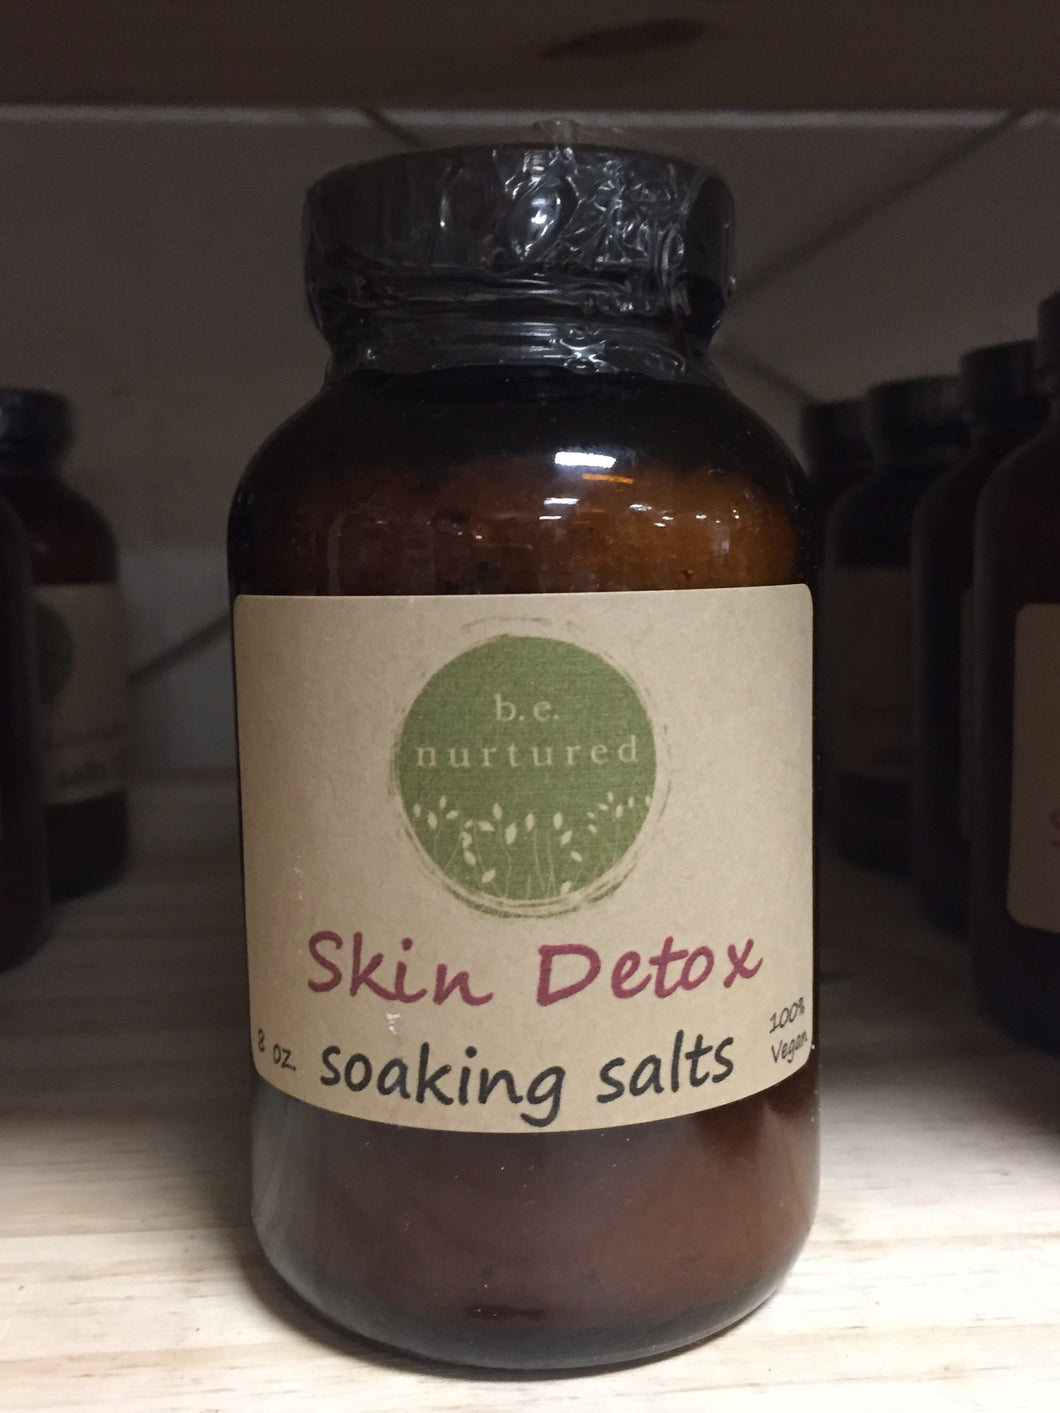 b.e.
nurtured
Skin Detox
8 oz.
soaking salts
100%
Vegan